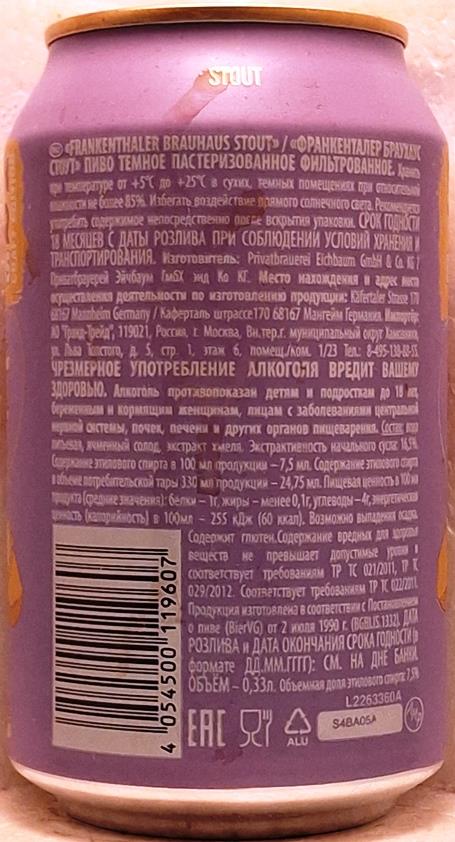 STOUT
«FRANKENTHALER BRAUHAUS STOUT» / «ФРАНКЕНТАЛЕР БРАУХАУС
СТОУТ» ПИВО ТЕМНОЕ ПАСТЕРИЗОВАННОЕ ФИЛЬТРОВАННОЕ. Хранить
при температуре от +5°С до +25°С в сухих, темных помещениях при относительной
влажности не более 85%. Избегать воздействие прямого солнечного света. Рекомендуется
употребить содержимое непосредственно после вскрытия упаковки. СРОК ГОДНОСТИ
18 МЕСЯЦЕВ С ДАТЫ РОЗЛИВА ПРИ СОБЛЮДЕНИИ УСЛОВИЙ ХРАНЕНИЯ И
ТРАНСПОРТИРОВАНИЯ. Изготовитель: Privatbrauerei Eichbaum GmbH & Co. KG /
Приватбрауерей Эйчбаум ГмбХ энд Ко КГ. Место нахождения и адрес места
осуществления деятельности по изготовлению продукции: Käfertaler Strasse 170
68167 Mannheim Germany / Каферталь штрассе170 68167 Мангейм Германия. Импортёр:
АО "Гранд-Трейд", 119021, Россия, г. Москва, Вн.тер.г. муниципальный округ Хамовники,
ул. Льва Толстого, д. 5, стр. 1, этаж 6, помещ./ком. 1/23 Тел.: 8-495-130-81-55.
ЧРЕЗМЕРНОЕ УПОТРЕБЛЕНИЕ АЛКОГОЛЯ ВРЕДИТ ВАШЕМУ
ЗДОРОВЬЮ. Алкоголь противопоказан детям и подросткам до 18 лет,
беременным и кормящим женщинам, лицам с заболеваниями центральной
нервной системы, почек, печени и других органов пищеварения. Состав: вода
питьевая, ячменный солод, экстракт хмеля. Экстрактивность начального сусла: 16,5%.
Содержание этилового спирта в 100 мл продукции – 7,5 мл. Содержание этилового спирта
в объеме потребительской тары 330 мл продукции – 24,75 мл. Пищевая ценность в 100 мл
продукта (средние значения): белки – 1г, жиры – менее 0,1г, углеводы – 4г, энергетическая
ценность (калорийность) в 100мл – 255 кДж (60 ккал). Возможно выпадения осадка.
Содержит глютен.Содержание вредных для здоровья
веществ не превышает допустимые уровни и
соответствует требованиям ТР ТС 021/2011, ТР ТС
029/2012. Соответствует требованиям ТР ТС 022/2011.
Продукция изготовлена в соответствии с Постановлением
о пиве (BierVG) от 2 июля 1990 г. (BGBLIS.1332). ДАТА
РОЗЛИВА и ДАТА ОКОНЧАНИЯ СРОКА ГОДНОСТИ (в
формате ДД.ММ.ГГГГ): СМ. НА ДНЕ БАНКИ.
ОБЪЁМ – 0,33л. Объемная доля этилового спирта: 7,5%
4 054500 119607
L2263360A
EAC
ALU
S4BA05A